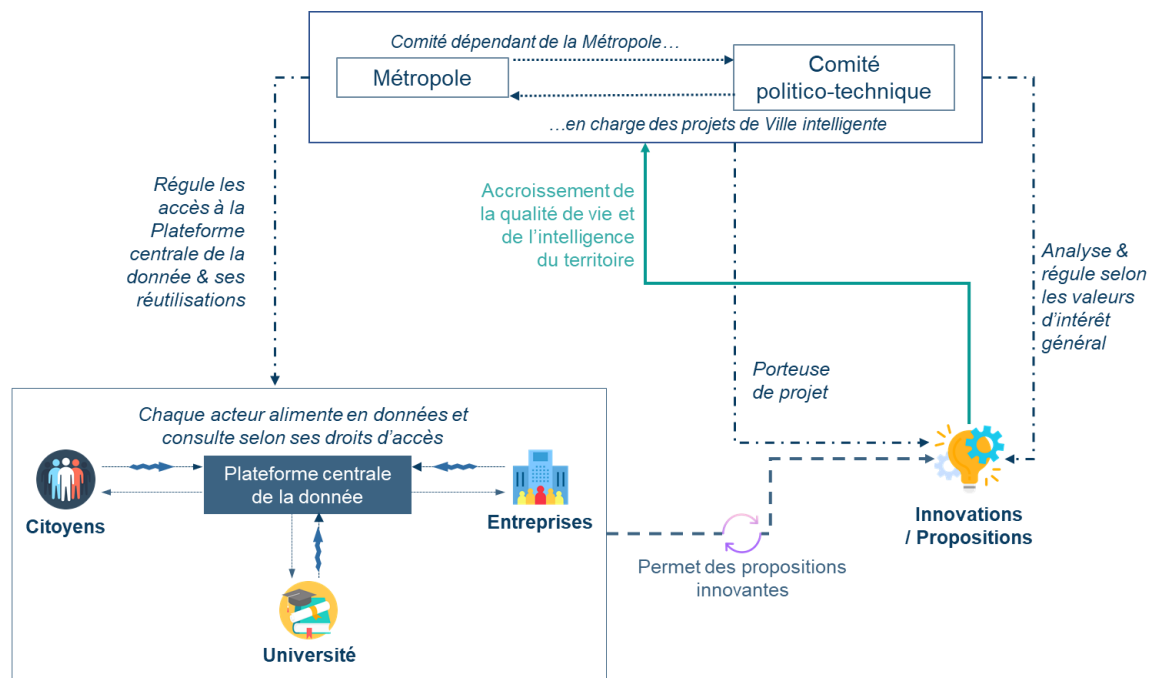 Comité dépendant de la Métropole…
Métropole
Comité
politico-technique
…en charge des projets de Ville intelligente
Régule les
accès à la
Plateforme
centrale de la
donnée & ses
réutilisations
Accroissement de
la qualité de vie et
de l’intelligence
du territoire
Analyse &
régule selon
les valeurs
d’intérêt
général
Porteuse
de projet
Chaque acteur alimente en données et
consulte selon ses droits d’accès
Plateforme centrale
de la donnée
Citoyens
Entreprises
Université
Permet des propositions
innovantes
Innovations
/ Propositions